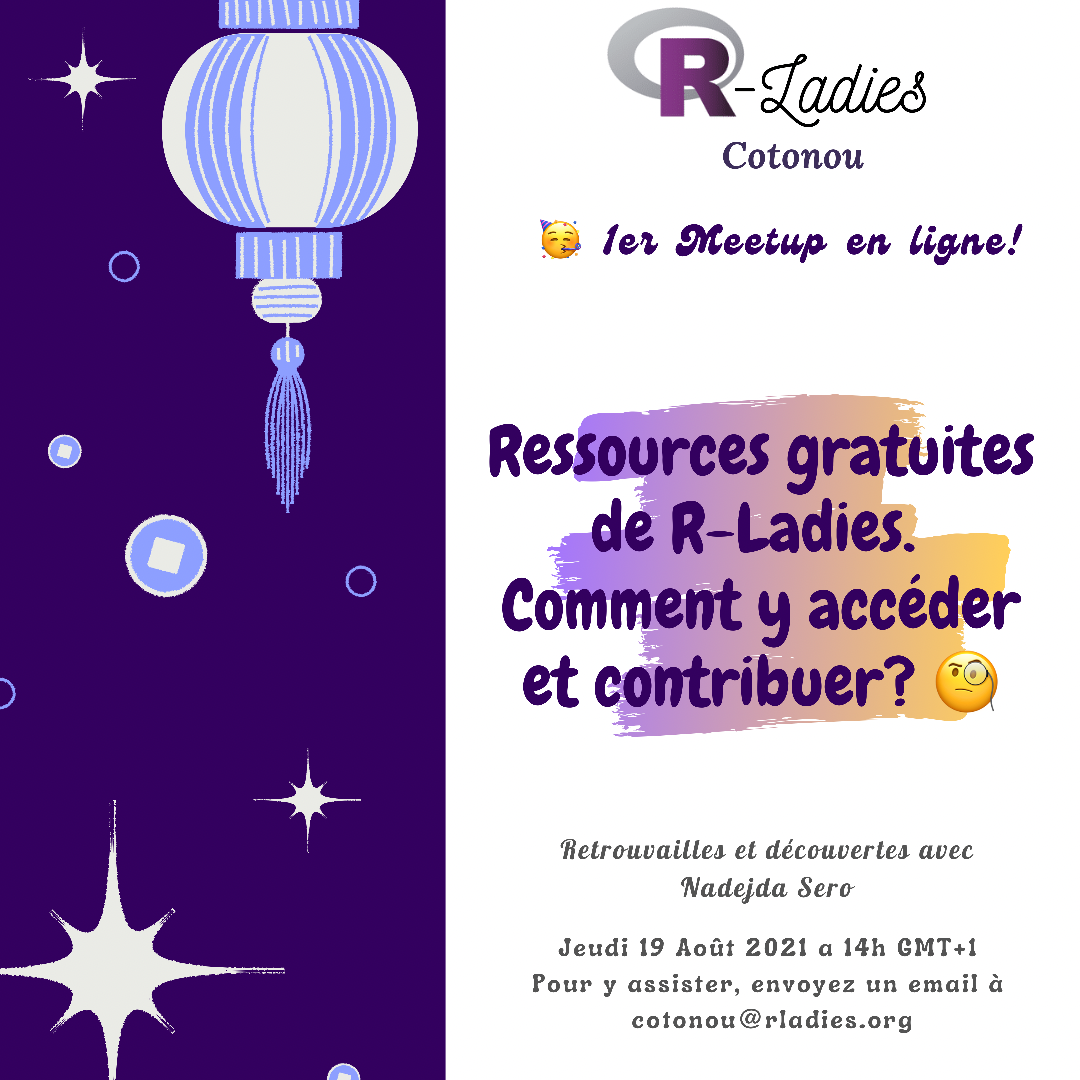 R-Ladies
Cotonou
🥳 1er Meetup en ligne!
Ressources gratuites
de R-Ladies.
Comment y accéder
et contribuer? 🧐
Retrouvailles et découvertes avec
Nadejda Sero
Jeudi 19 Août 2021 a 14h GMT+1
Pour y assister, envoyez un email à
cotonou@rladies.org